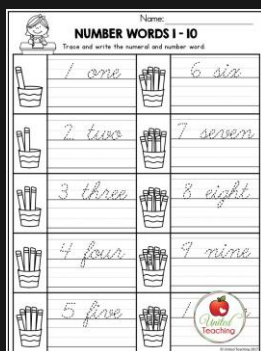 Name:
NUMBER WORDS 1 - 10
Trace and write the numeral and number word.
1 one
6 six
2 two
7 seven
3 three
8 eight
4 four
9 nine
5 five
1
United
Teaching